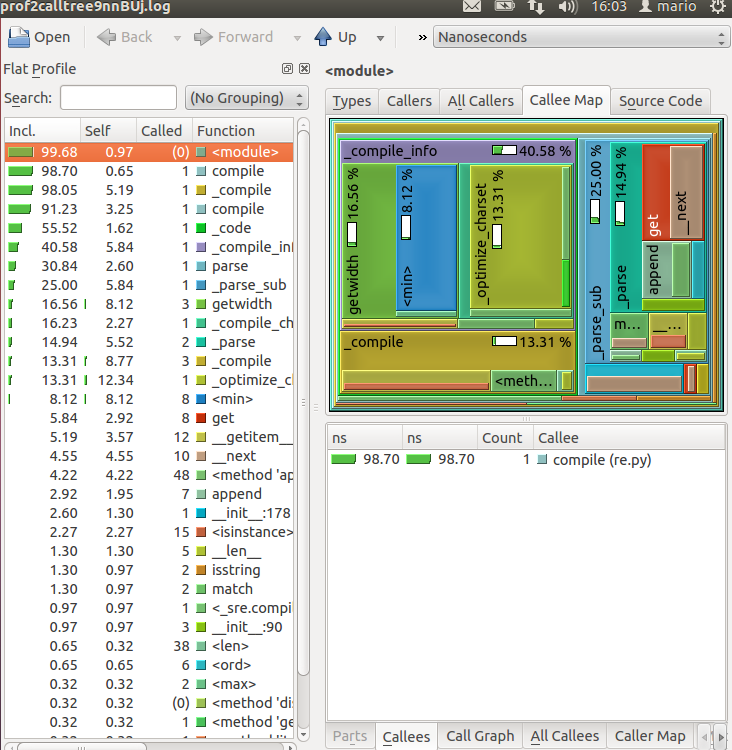 prof2calltree9nnBUj.log
16:03 mario
Open Back Forward Up » Nanoseconds
Flat Profile
Search: (No Grouping)
Incl. Self Called Function
99.68 0.97 (0) <module>
98.70 0.65 1 compile
98.05 5.19 1 _compile
91.23 3.25 1 compile
55.52 1.62 1 _code
40.58 5.84 1 _compile_inf
30.84 2.60 1 parse
25.00 5.84 1 _parse_sub
16.56 8.12 3 getwidth
16.23 2.27 1 _compile_ch
14.94 5.52 2 _parse
13.31 8.77 3 _compile
13.31 12.34 1 _optimize_cl
8.12 8.12 8 <min>
5.84 2.92 8 get
5.19 3.57 12 __getitem__
4.55 4.55 10 __next
4.22 4.22 48 <method 'ap
2.92 1.95 7 append
2.60 1.30 1 __init__:178
2.27 2.27 15 <isinstance>
1.30 1.30 5 __len__
1.30 1.30 2 isstring
1.30 1.30 2 match
0.97 0.97 1 <_sre.compil
0.97 0.97 3 __init__:90
0.65 0.32 38 <len>
0.65 0.32 6 <ord>
0.65 0.32 2 <max>
0.32 0.32 (0) <method 'dis
0.32 0.32 1 <method 'ge
<module>
Types Callers All Callers Callee Map Source Code
_compile_info 40.58 %
getwidth 16.56 %
<min> 8.12 %
_optimize_charset 13.31 %
_compile 13.31 %
<meth...
_parse_sub 25.00 %
_parse 14.94 %
get
__next
append
m...
__...
ns ns Count Callee
98.70 98.70 1 compile (re.py)
Parts Callees Call Graph All Callees Caller Map